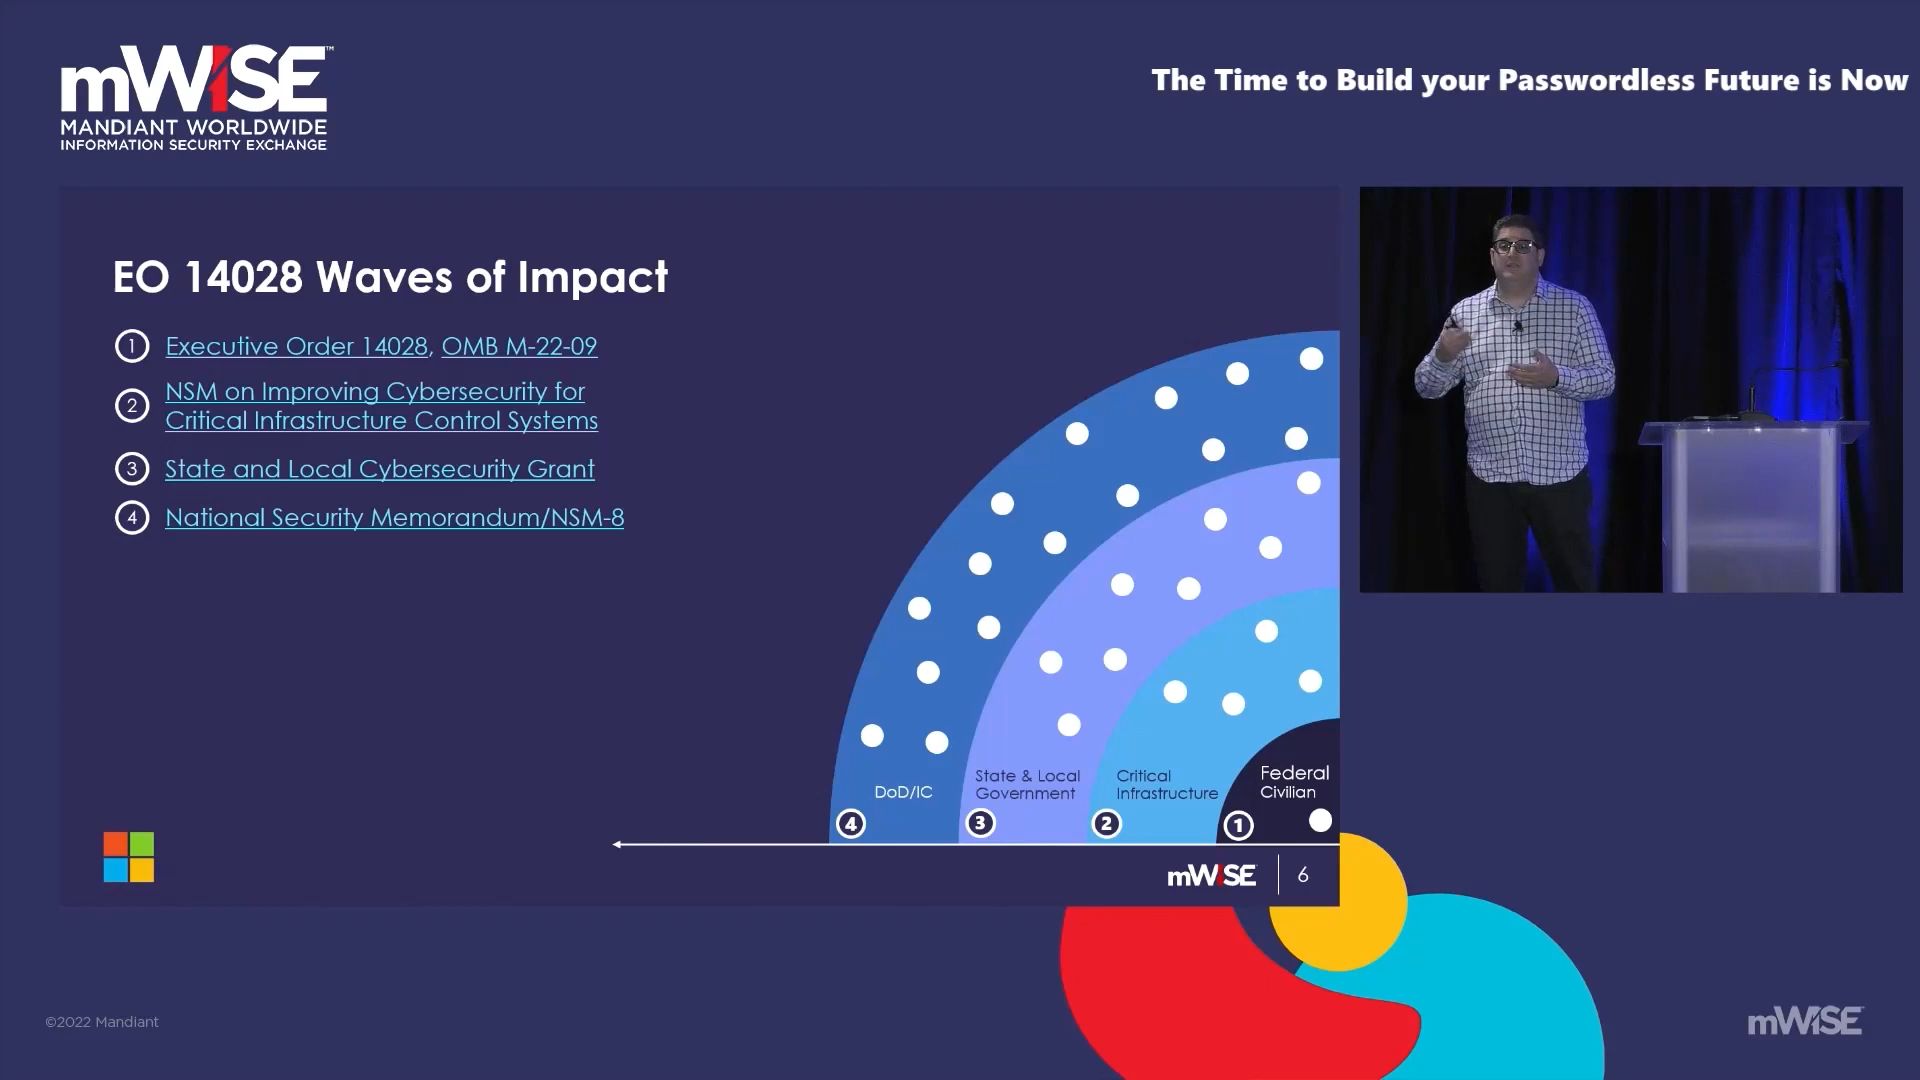 mWISE™
MANDIANT WORLDWIDE
INFORMATION SECURITY EXCHANGE
The Time to Build your Passwordless Future is Now
EO 14028 Waves of Impact
1 Executive Order 14028, OMB M-22-09
2 NSM on Improving Cybersecurity for
Critical Infrastructure Control Systems
3 State and Local Cybersecurity Grant
4 National Security Memorandum/NSM-8
DoD/IC
4
State & Local
Government
3
Critical
Infrastructure
2
Federal
Civilian
1
mWISE 6
©2022 Mandiant
mWISE